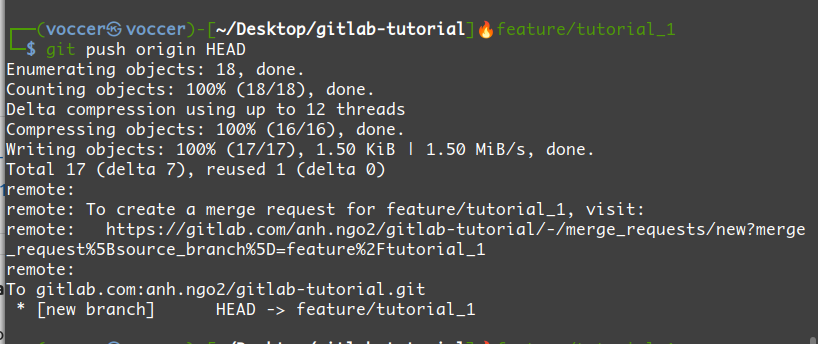 ┌──(voccer㉿voccer)-[~/Desktop/gitlab-tutorial]🔥feature/tutorial_1
└─$ git push origin HEAD
Enumerating objects: 18, done.
Counting objects: 100% (18/18), done.
Delta compression using up to 12 threads
Compressing objects: 100% (16/16), done.
Writing objects: 100% (17/17), 1.50 KiB | 1.50 MiB/s, done.
Total 17 (delta 7), reused 1 (delta 0)
remote:
remote: To create a merge request for feature/tutorial_1, visit:
remote:   https://gitlab.com/anh.ngo2/gitlab-tutorial/-/merge_requests/new?merge
_request%5Bsource_branch%5D=feature%2Ftutorial_1
remote:
To gitlab.com:anh.ngo2/gitlab-tutorial.git
 * [new branch]      HEAD -> feature/tutorial_1